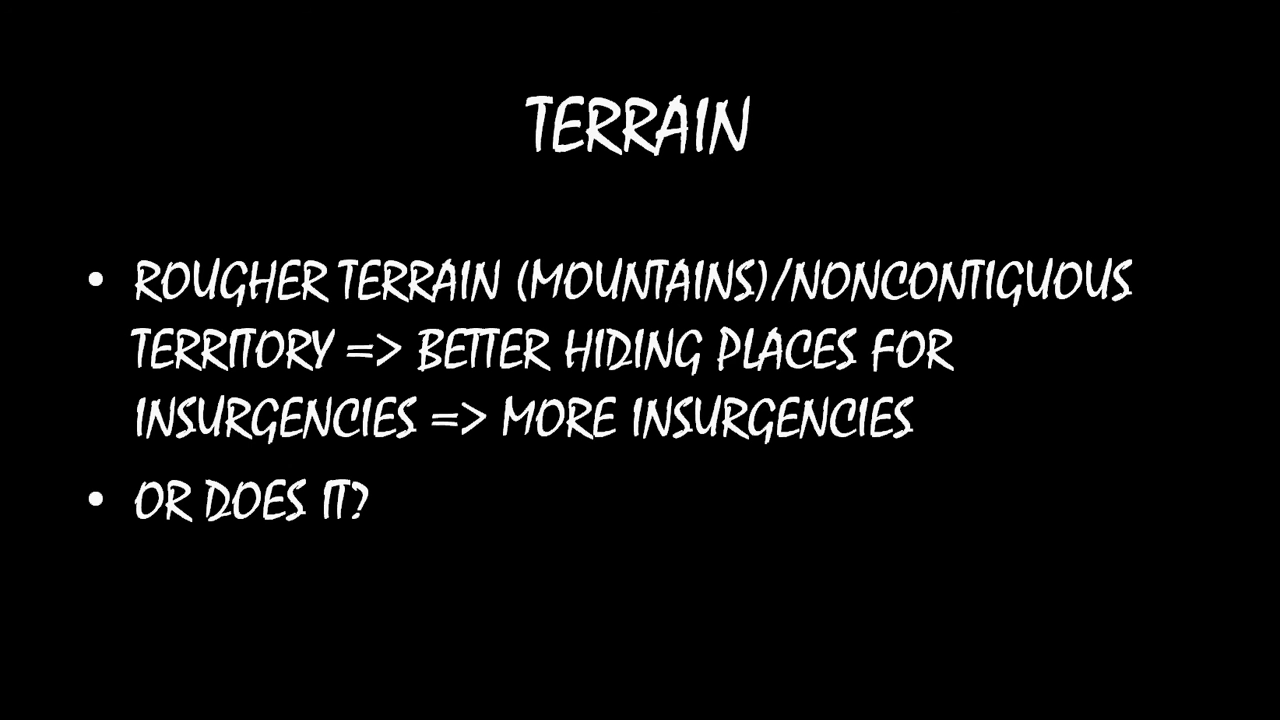 TERRAIN
• ROUGHER TERRAIN (MOUNTAINS)/NONCONTIGUOUS
TERRITORY => BETTER HIDING PLACES FOR
INSURGENCIES => MORE INSURGENCIES
• OR DOES IT?